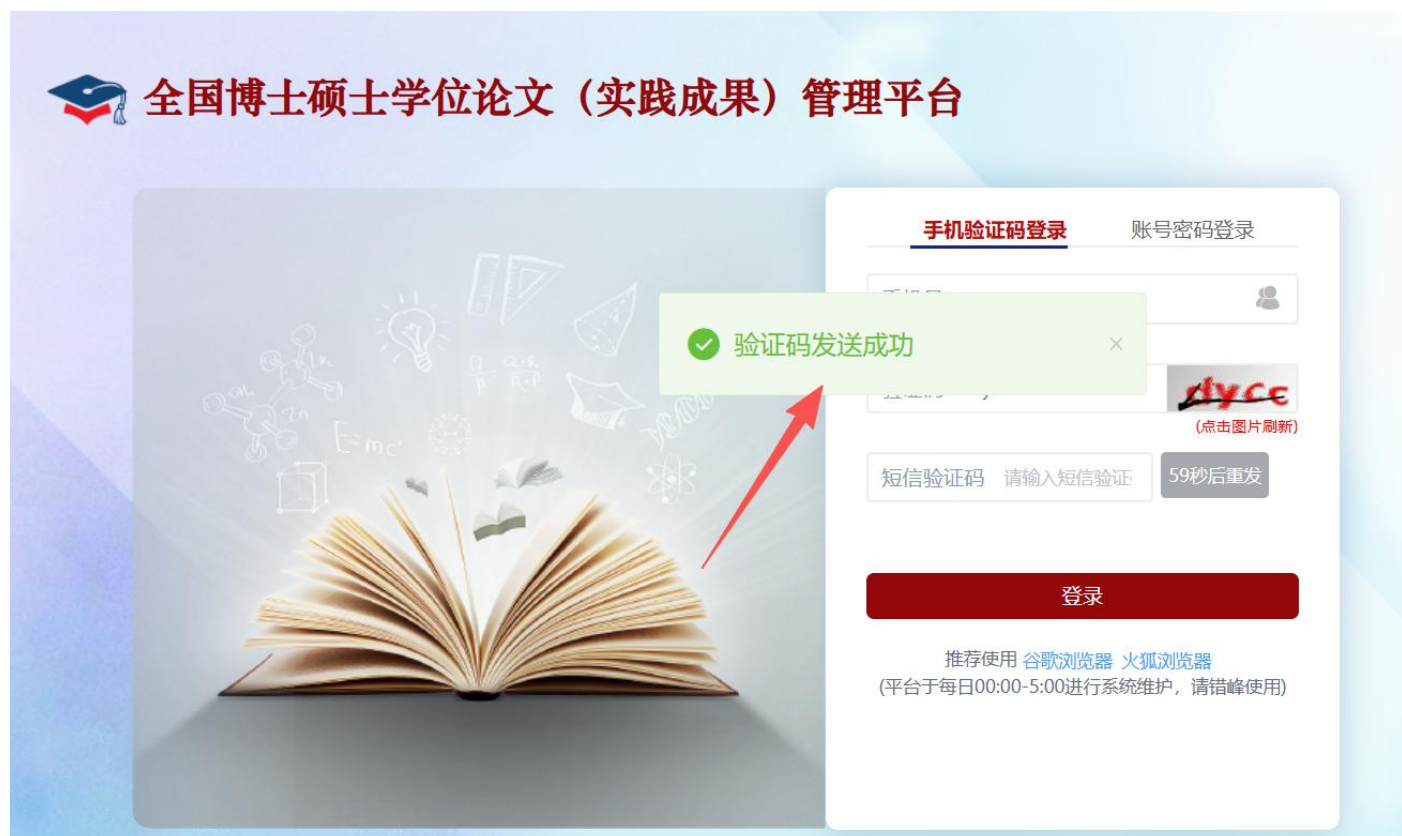 全国博士硕士学位论文（实践成果）管理平台
手机验证码登录 账号密码登录
验证码发送成功
dycc
(点击图片刷新)
短信验证码 请输入短信验证
59秒后重发
登录
推荐使用 谷歌浏览器 火狐浏览器
(平台于每日00:00-5:00进行系统维护，请错峰使用)
E=mc²